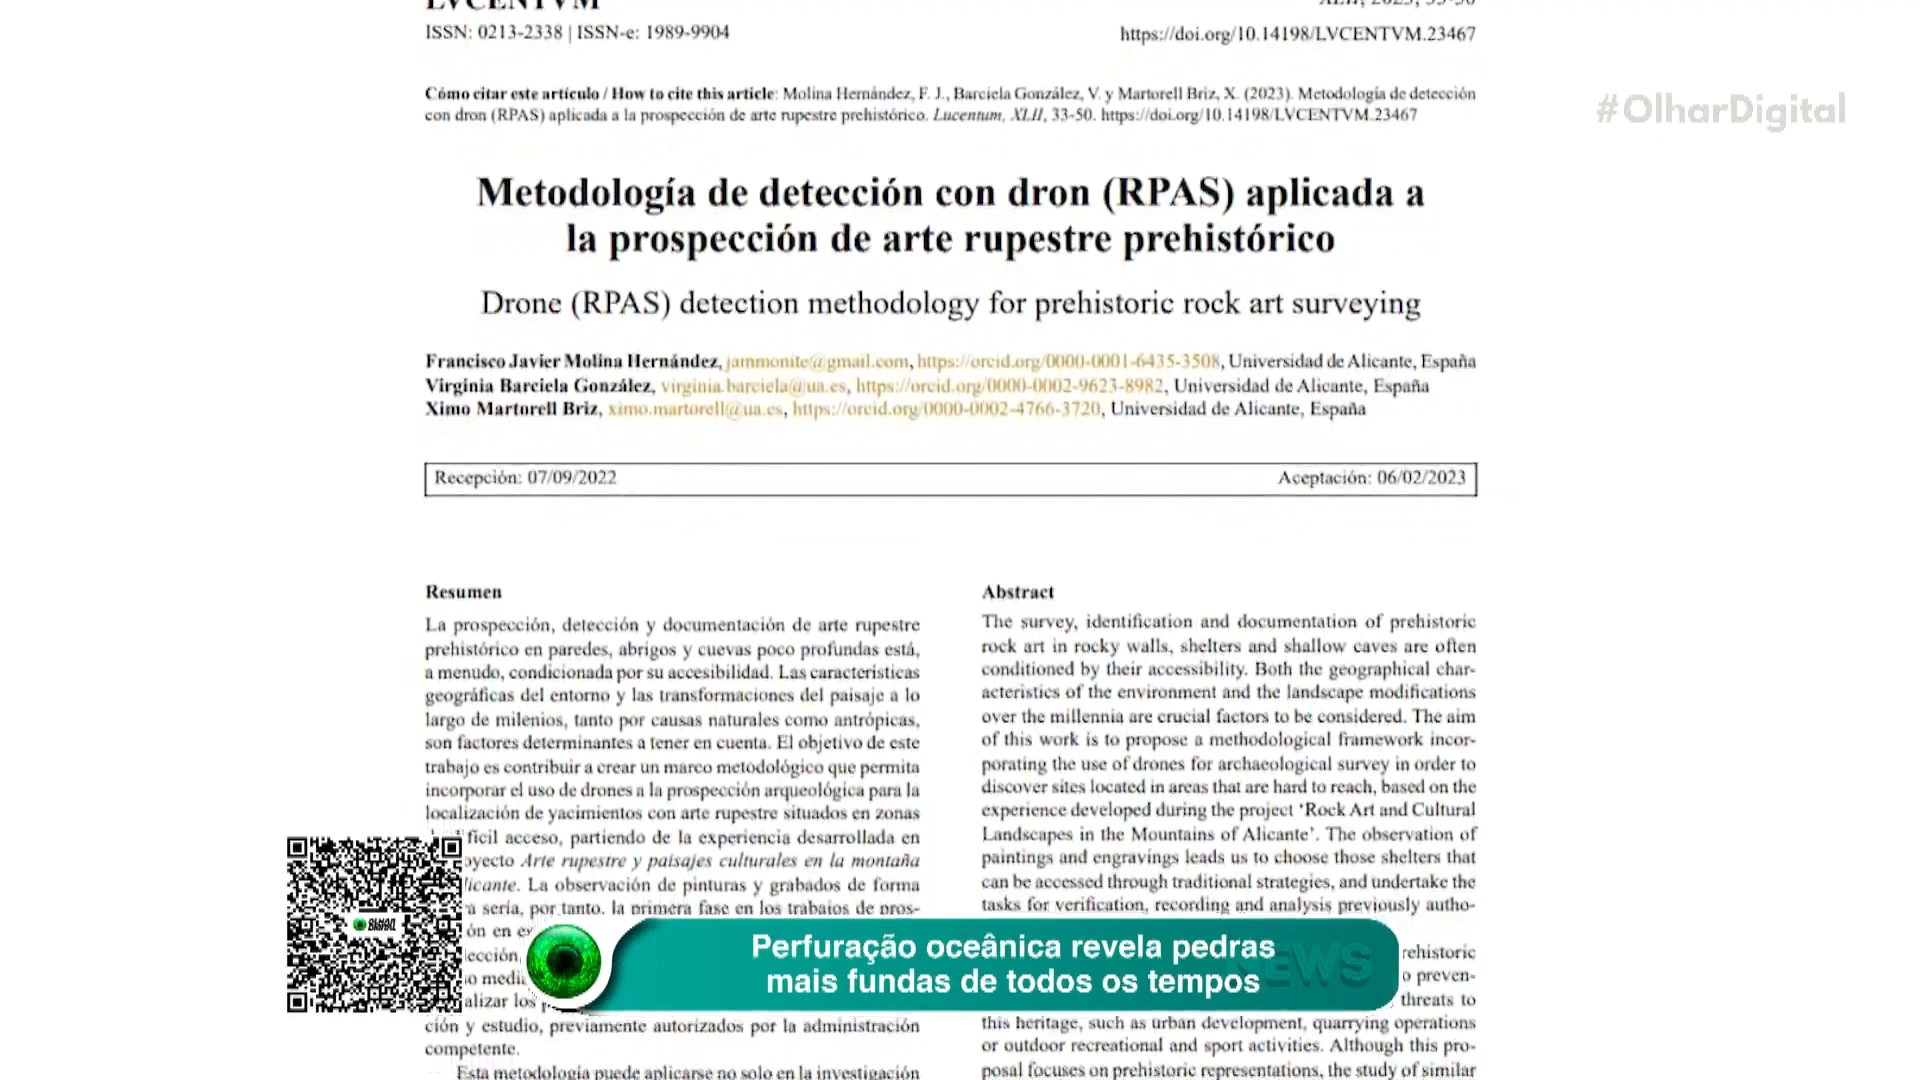 LVCENTVM
XLII, 2023, 33-50
ISSN: 0213-2338 | ISSN-e: 1989-9904
https://doi.org/10.14198/LVCENTVM.23467
#OlharDigital
Cómo citar este artículo / How to cite this article: Molina Hernández, F. J., Barciela González, V. y Martorell Briz, X. (2023). Metodología de detección
con dron (RPAS) aplicada a la prospección de arte rupestre prehistórico. Lucentum, XLII, 33-50. https://doi.org/10.14198/LVCENTVM.23467
Metodología de detección con dron (RPAS) aplicada a
la prospección de arte rupestre prehistórico
Drone (RPAS) detection methodology for prehistoric rock art surveying
Francisco Javier Molina Hernández, jammonite@gmail.com, https://orcid.org/0000-0001-6435-3508, Universidad de Alicante, España
Virginia Barciela González, virginia.barciela@ua.es, https://orcid.org/0000-0002-9623-8982, Universidad de Alicante, España
Ximo Martorell Briz, ximo.martorell@ua.es, https://orcid.org/0000-0002-4766-3720, Universidad de Alicante, España
Recepción: 07/09/2022
Aceptación: 06/02/2023
Resumen
La prospección, detección y documentación de arte rupestre
prehistórico en paredes, abrigos y cuevas poco profundas está,
a menudo, condicionada por su accesibilidad. Las características
geográficas del entorno y las transformaciones del paisaje a lo
largo de milenios, tanto por causas naturales como antrópicas,
son factores determinantes a tener en cuenta. El objetivo de este
trabajo es contribuir a crear un marco metodológico que permita
incorporar el uso de drones a la prospección arqueológica para la
localización de yacimientos con arte rupestre situados en zonas
fícil acceso, partiendo de la experiencia desarrollada en
oyecto Arte rupestre y paisajes culturales en la montaña
licante. La observación de pinturas y grabados de forma
a sería, por tanto, la primera fase en los trabajos de pros-
ón en
lección,
o medi
alizar los
ción y estudio, previamente autorizados por la administración
competente.
Esta metodología puede aplicarse no solo en la investigación
Abstract
The survey, identification and documentation of prehistoric
rock art in rocky walls, shelters and shallow caves are often
conditioned by their accessibility. Both the geographical char-
acteristics of the environment and the landscape modifications
over the millennia are crucial factors to be considered. The aim
of this work is to propose a methodological framework incor-
porating the use of drones for archaeological survey in order to
discover sites located in areas that are hard to reach, based on the
experience developed during the project ‘Rock Art and Cultural
Landscapes in the Mountains of Alicante’. The observation of
paintings and engravings leads us to choose those shelters that
can be accessed through traditional strategies, and undertake the
tasks for verification, recording and analysis previously autho-
rehistoric
o preven-
threats to
this heritage, such as urban development, quarrying operations
or outdoor recreational and sport activities. Although this pro-
posal focuses on prehistoric representations, the study of similar
Perfuração oceânica revela pedras
mais fundas de todos os tempos
NEWS